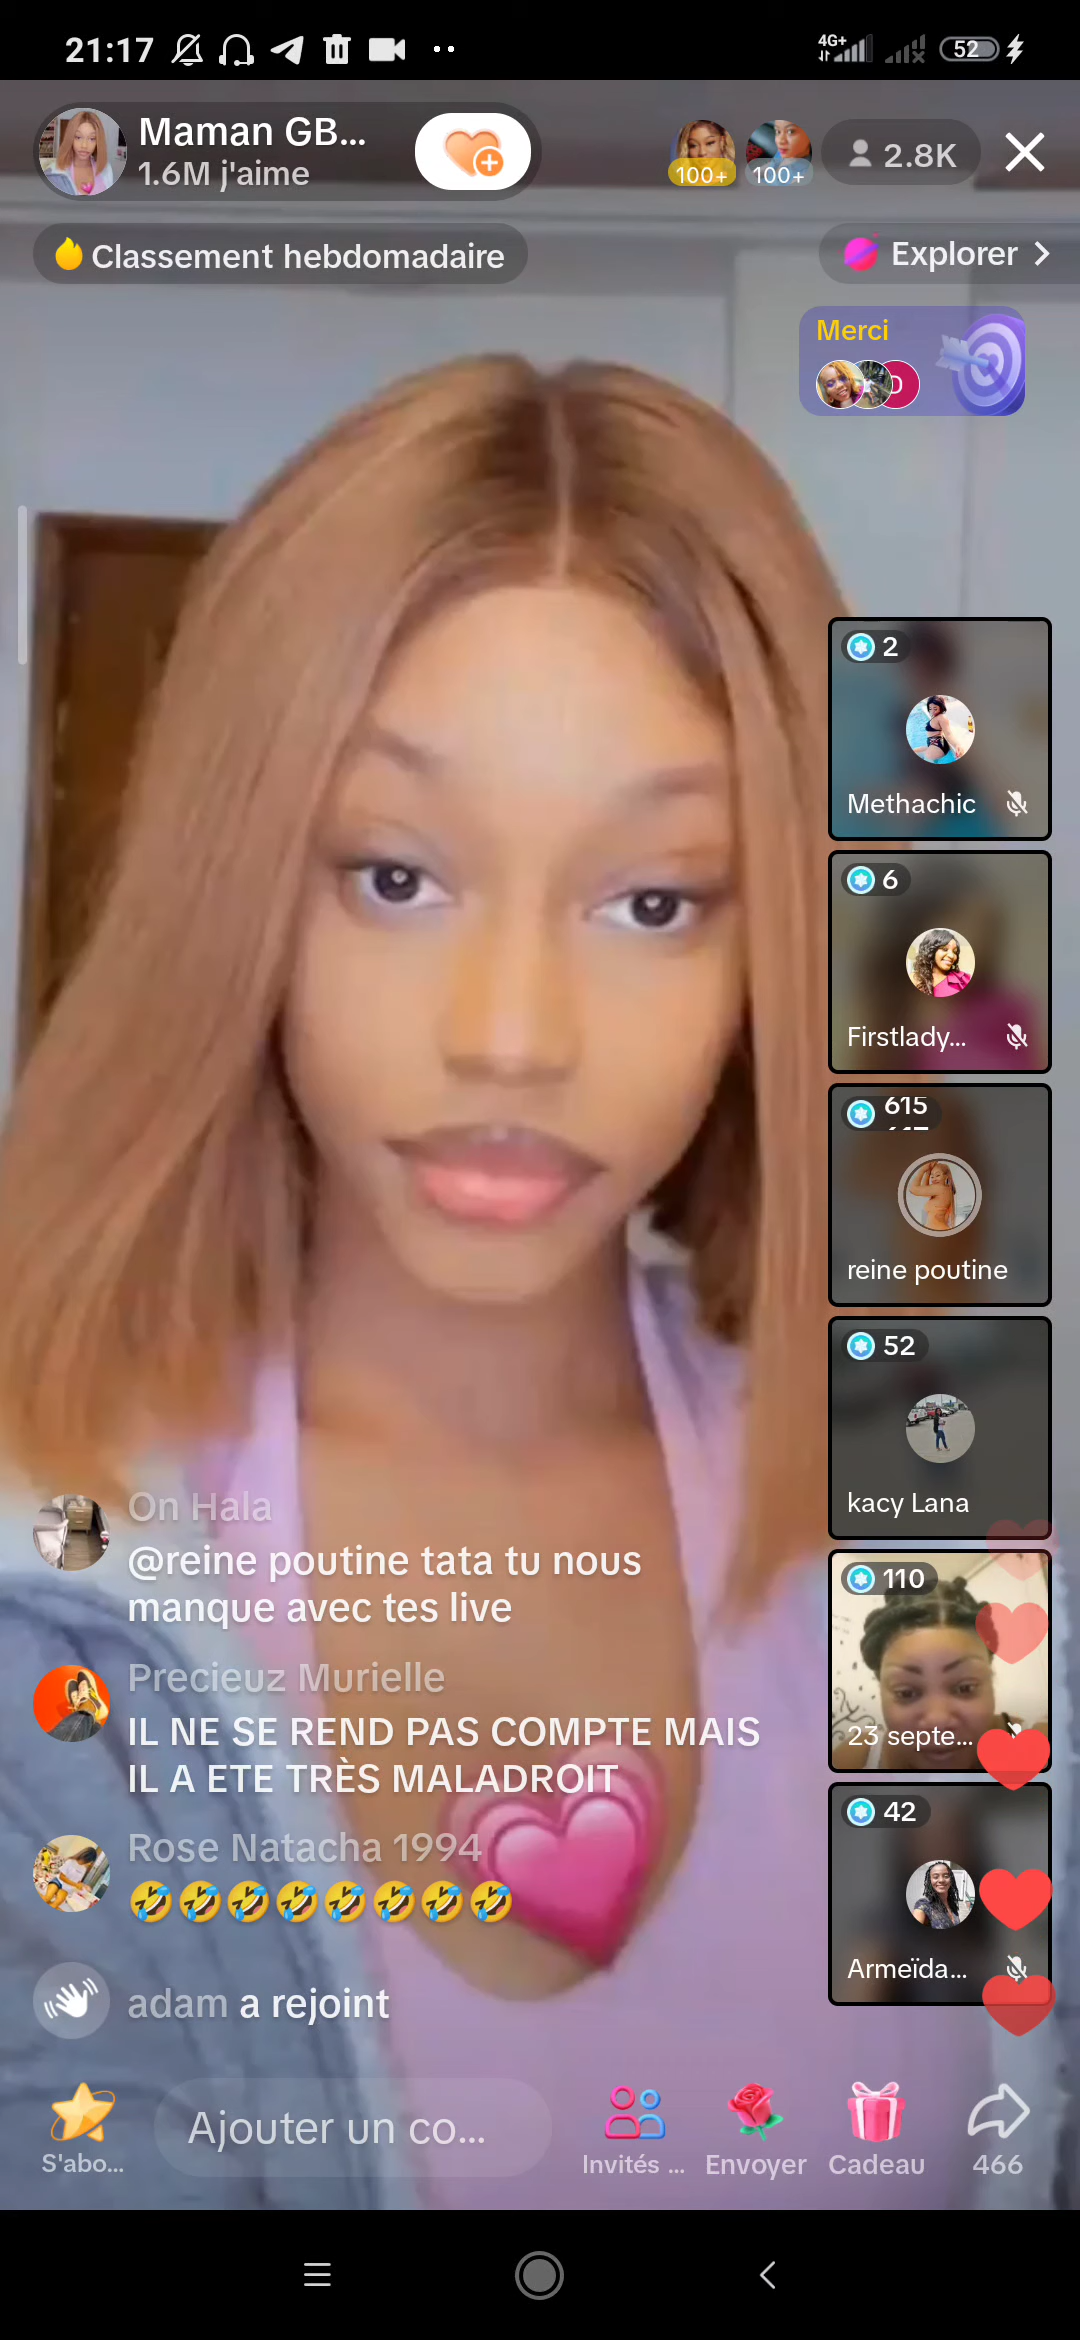 21:17
4G+
52
Maman GB...
1.6M j'aime
100+
100+
2.8K
Classement hebdomadaire
Explorer
Merci
D
2
Methachic
6
Firstlady...
615
reine poutine
52
kacy Lana
110
23 septe...
42
Armeïda...
On Hala
@reine poutine tata tu nous
manque avec tes live
Precieuz Murielle
IL NE SE REND PAS COMPTE MAIS
IL A ETE TRÈS MALADROIT
Rose Natacha 1994
🤣🤣🤣🤣🤣🤣🤣🤣
adam a rejoint
S'abo...
Ajouter un co...
Invités ...
Envoyer
Cadeau
466